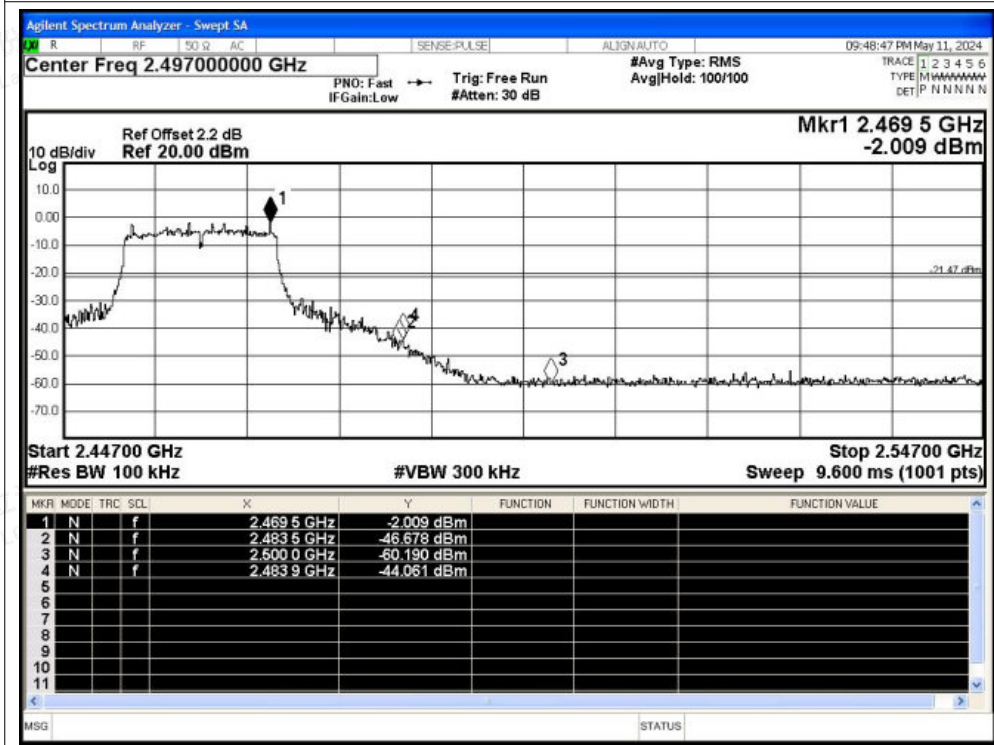 Agilent Spectrum Analyzer - Swept SA
LXI R RF 50 Ω AC SENSE:PULSE ALIGN AUTO 09:48:47 PM May 11, 2024
Center Freq 2.497000000 GHz
PNO: Fast
IFGain:Low
Trig: Free Run
#Atten: 30 dB
#Avg Type: RMS
Avg|Hold: 100/100
TRACE 1 2 3 4 5 6
TYPE M
DET P N N N N N
Mkr1 2.469 5 GHz
-2.009 dBm
Ref Offset 2.2 dB
10 dB/div Ref 20.00 dBm
Log
10.0
0.00
-10.0
-20.0
-30.0
-40.0
-50.0
-60.0
-70.0
1
-21.47 dBm
4
2
3
Start 2.44700 GHz Stop 2.54700 GHz
#Res BW 100 kHz #VBW 300 kHz Sweep 9.600 ms (1001 pts)
MKR MODE TRC SCL X Y FUNCTION FUNCTION WIDTH FUNCTION VALUE
1 N f 2.469 5 GHz -2.009 dBm
2 N f 2.483 5 GHz -46.678 dBm
3 N f 2.500 0 GHz -60.190 dBm
4 N f 2.483 9 GHz -44.061 dBm
5
6
7
8
9
10
11
MSG STATUS